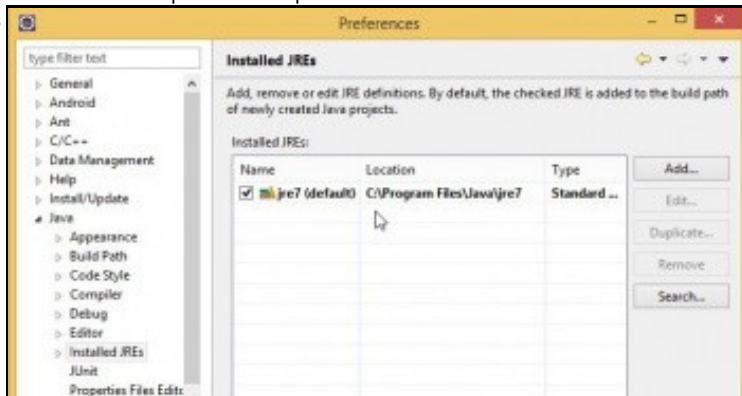 Preferences
type filter text
General
Android
Ant
C/C++
Data Management
Help
Install/Update
Java
Appearance
Build Path
Code Style
Compiler
Debug
Editor
Installed JREs
JUnit
Properties Files Edito
Installed JREs
Add, remove or edit JRE definitions. By default, the checked JRE is added to the build path
of newly created Java projects.
Installed JREs:
Name Location Type
jre7 (default) C:\Program Files\Java\jre7 Standard ...
Add...
Edit...
Duplicate...
Remove
Search...